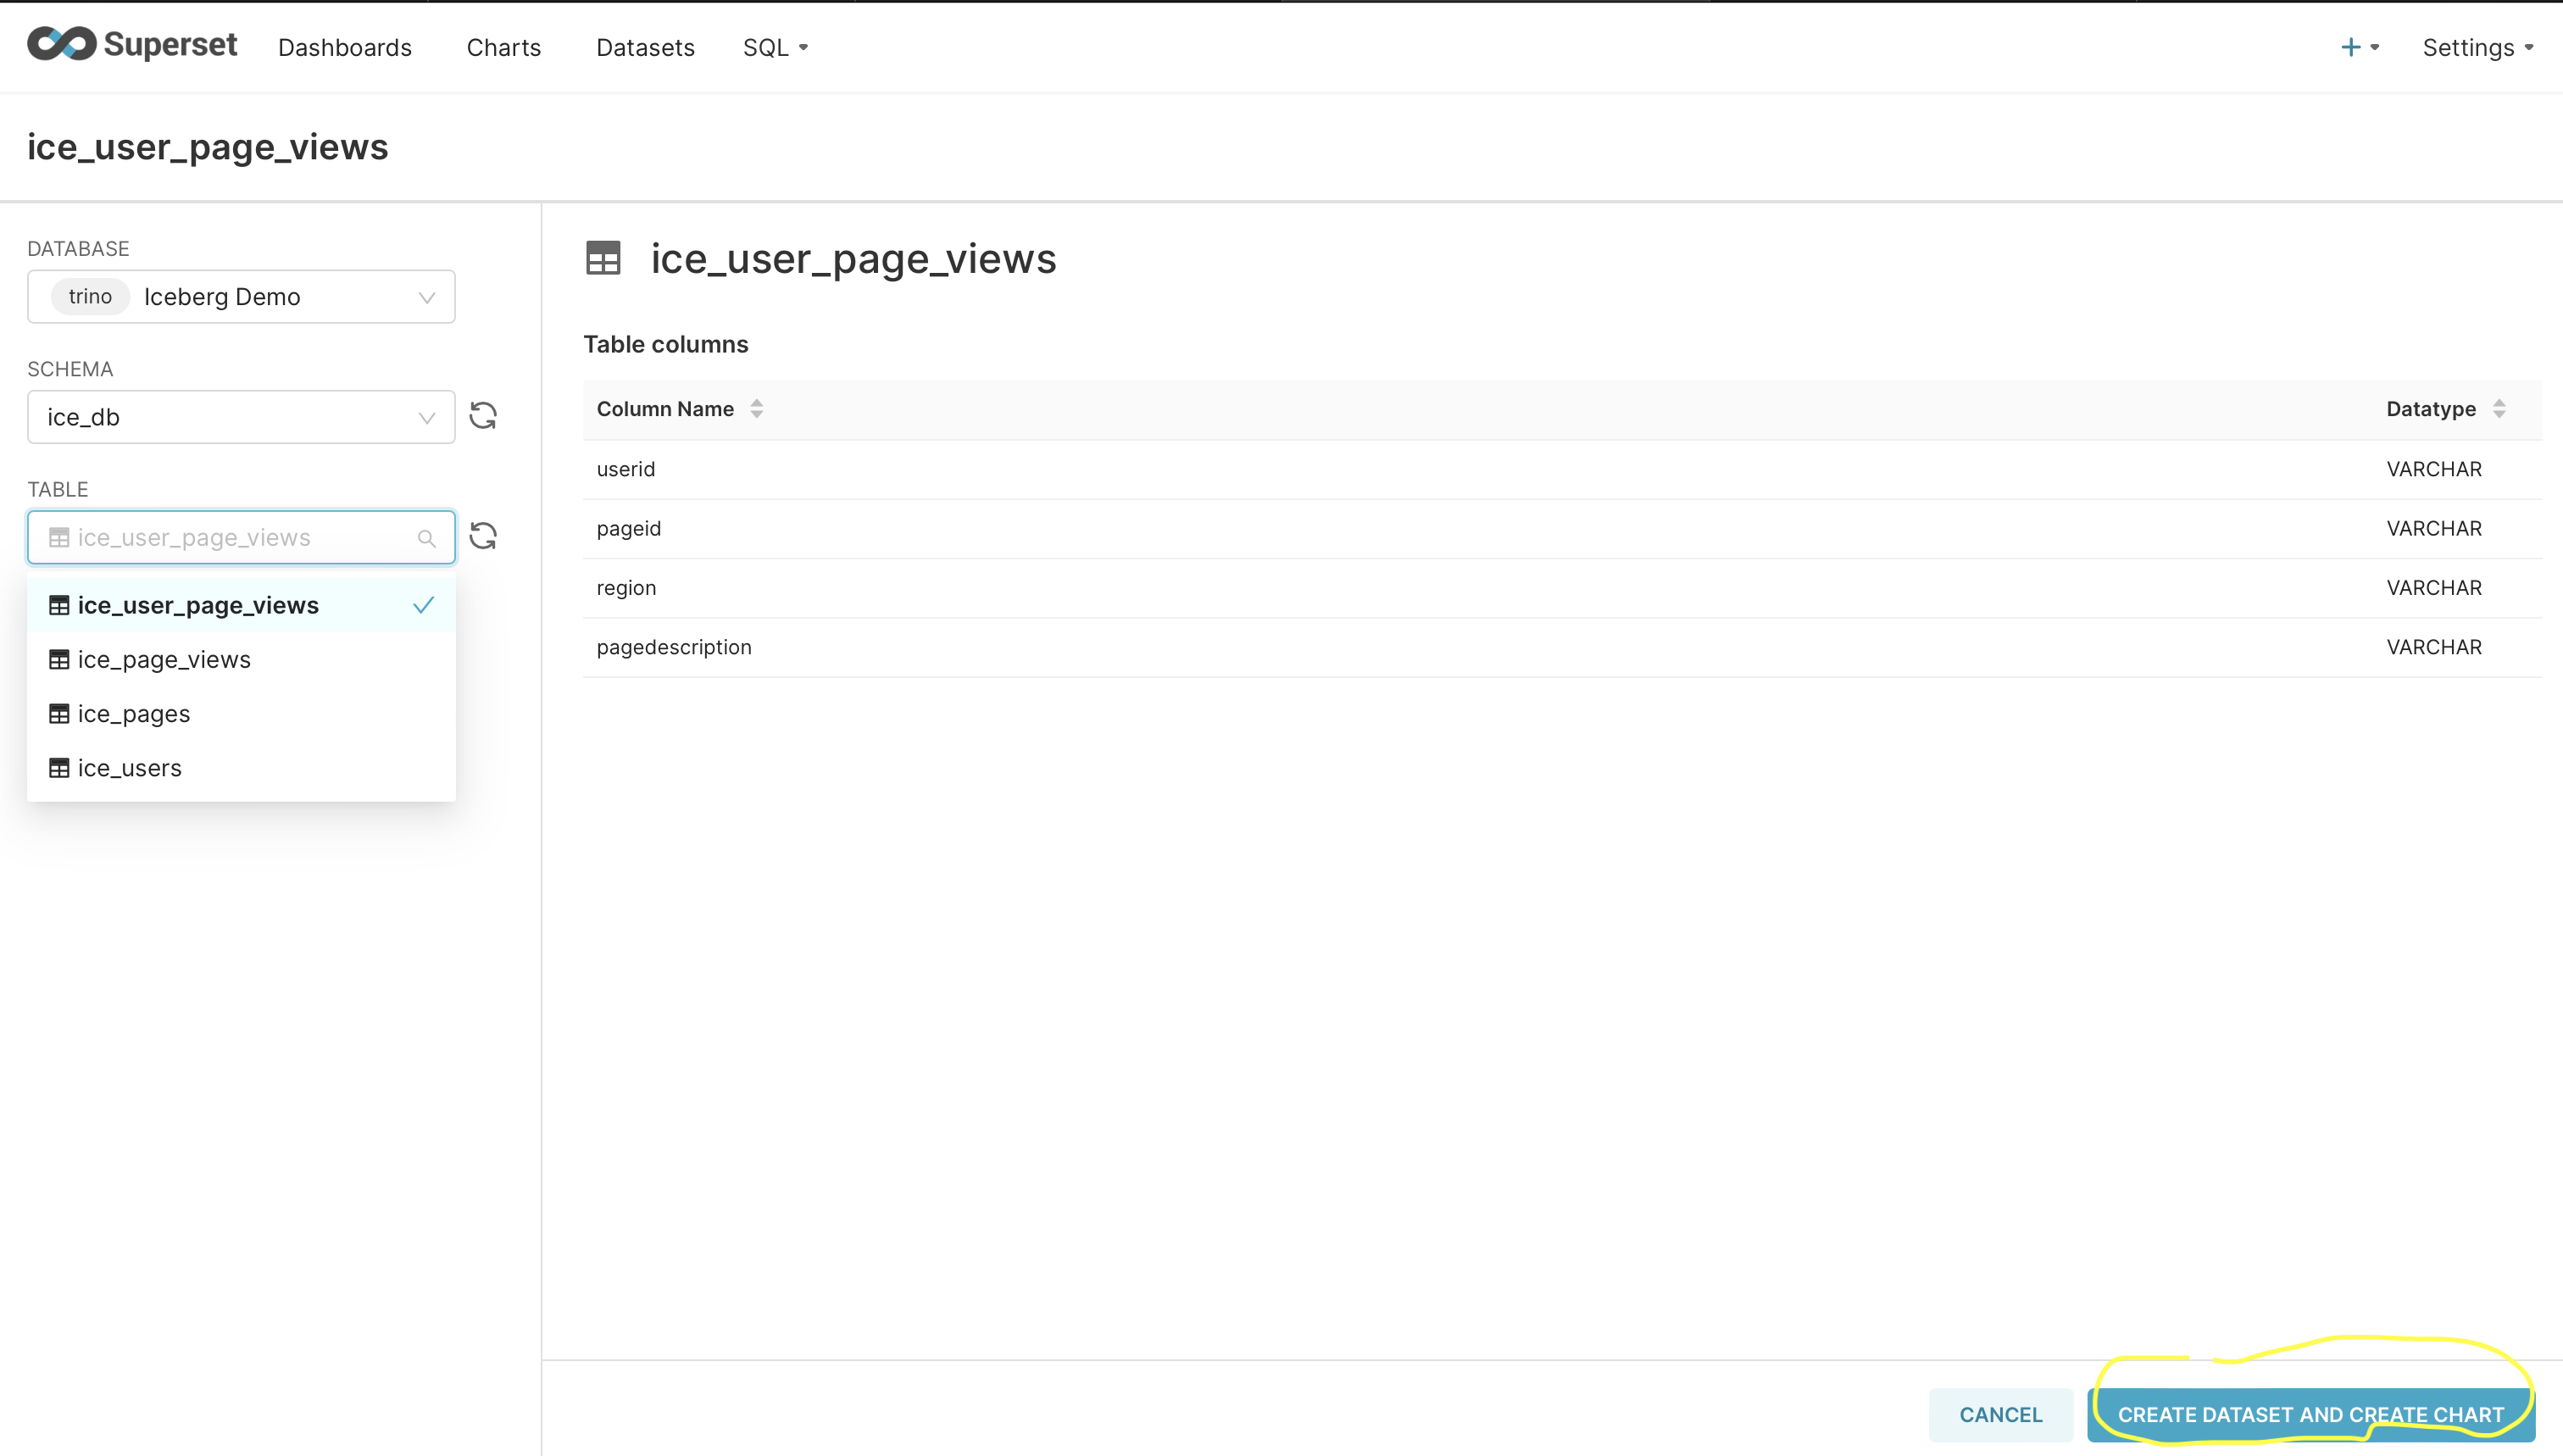 Superset Dashboards Charts Datasets SQL + Settings
ice_user_page_views
DATABASE
trino Iceberg Demo
SCHEMA
ice_db
TABLE
ice_user_page_views
ice_user_page_views
ice_page_views
ice_pages
ice_users
ice_user_page_views
Table columns
Column Name Datatype
userid VARCHAR
pageid VARCHAR
region VARCHAR
pagedescription VARCHAR
CANCEL CREATE DATASET AND CREATE CHART